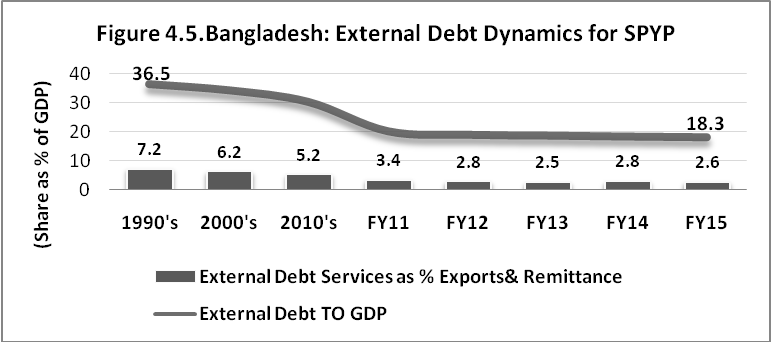 Figure 4.5.Bangladesh: External Debt Dynamics for SPYP
(Share as % of GDP)
40
30
20
10
0
36.5
18.3
7.2
6.2
5.2
3.4
2.8
2.5
2.8
2.6
1990's
2000's
2010's
FY11
FY12
FY13
FY14
FY15
External Debt Services as % Exports& Remittance
External Debt TO GDP